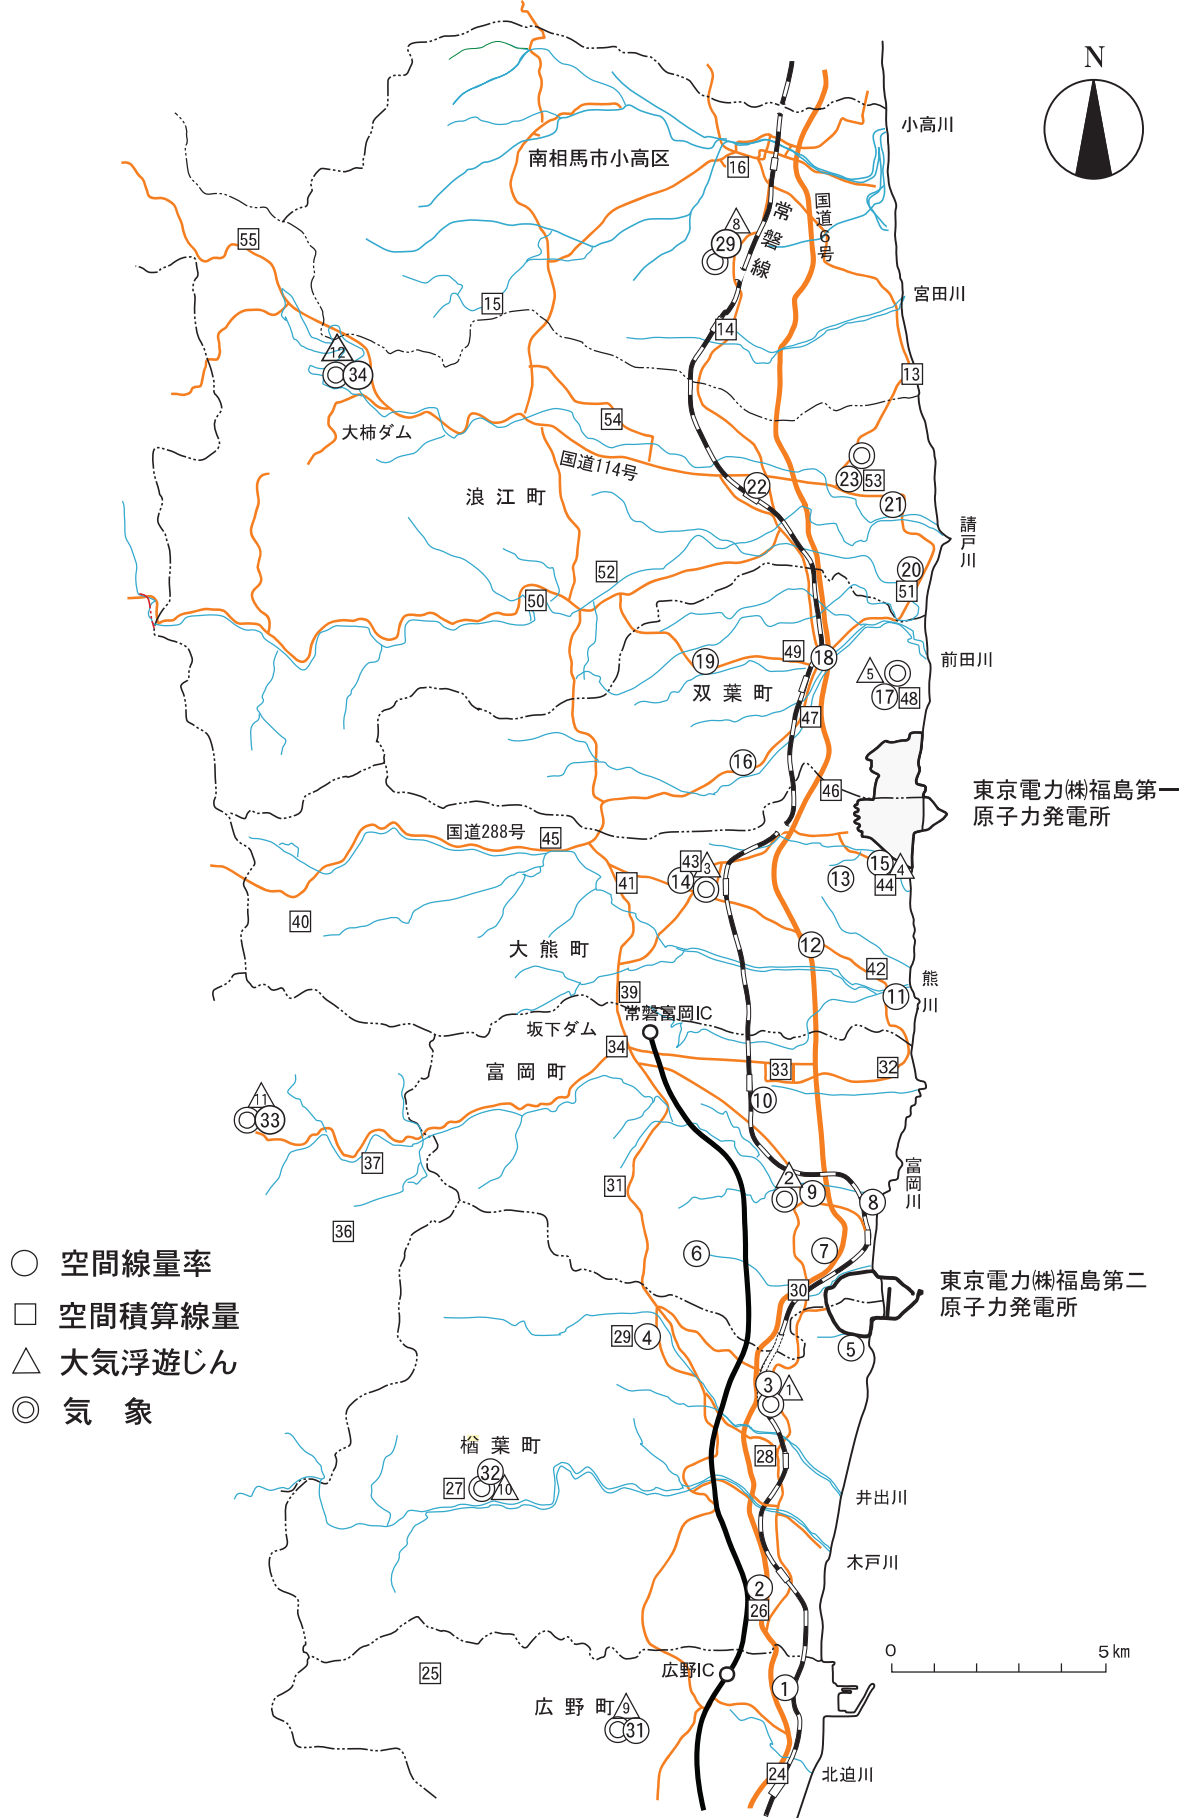 N
小高川
南相馬市小高区
16
国道6号
常磐線
8
29
55
宮田川
15
14
12
34
13
大柿ダム
54
国道114号
浪江町
22
23
53
21
請戸川
20
52
51
50
49
18
19
前田川
双葉町
5
17
48
47
16
46
東京電力㈱福島第一
原子力発電所
国道288号
45
43
3
14
41
13
15
4
44
40
大熊町
12
42
熊川
11
39
常磐富岡IC
坂下ダム
34
富岡町
33
32
10
11
33
37
31
2
9
8
富岡川
36
6
7
○ 空間線量率
□ 空間積算線量
△ 大気浮遊じん
◎ 気 象
30
東京電力㈱福島第二
原子力発電所
29
4
5
3
1
楢葉町
28
32
27
10
井出川
木戸川
2
26
0 5km
25
広野IC
1
広野町
9
31
24
北迫川